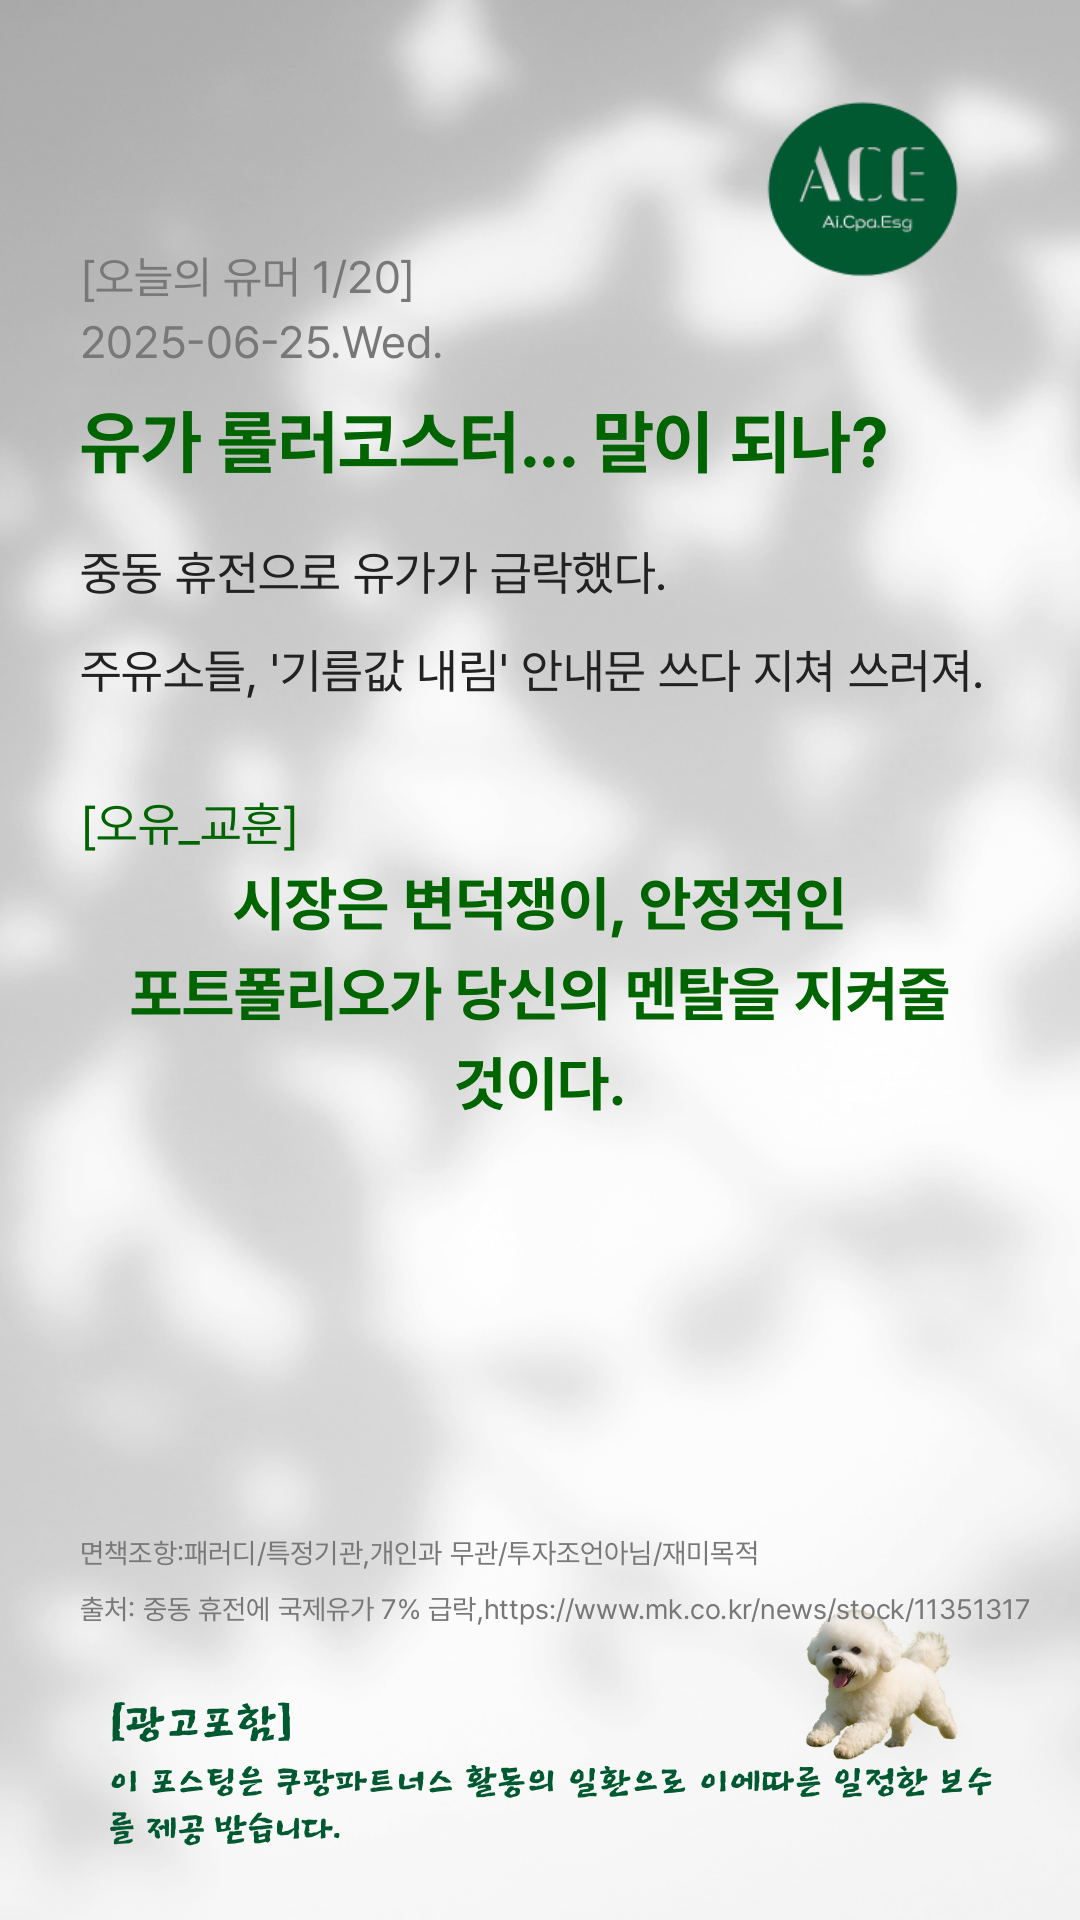 ACE
Ai.Cpa.Esg
[오늘의 유머 1/20]
2025-06-25.Wed.
유가 롤러코스터... 말이 되나?
중동 휴전으로 유가가 급락했다.
주유소들, '기름값 내림' 안내문 쓰다 지쳐 쓰러져.
[오유_교훈]
시장은 변덕쟁이, 안정적인
포트폴리오가 당신의 멘탈을 지켜줄
것이다.
면책조항:패러디/특정기관,개인과 무관/투자조언아님/재미목적
출처: 중동 휴전에 국제유가 7% 급락,https://www.mk.co.kr/news/stock/11351317
[광고포함]
이 포스팅은 쿠팡파트너스 활동의 일환으로 이에따른 일정한 보수
를 제공 받습니다.